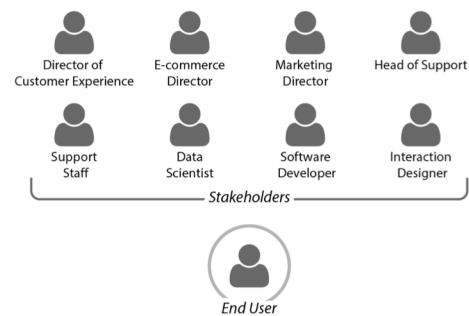 Director of
Customer Experience
E-commerce
Director
Marketing
Director
Head of Support
Support
Staff
Data
Scientist
Software
Developer
Interaction
Designer
Stakeholders
End User